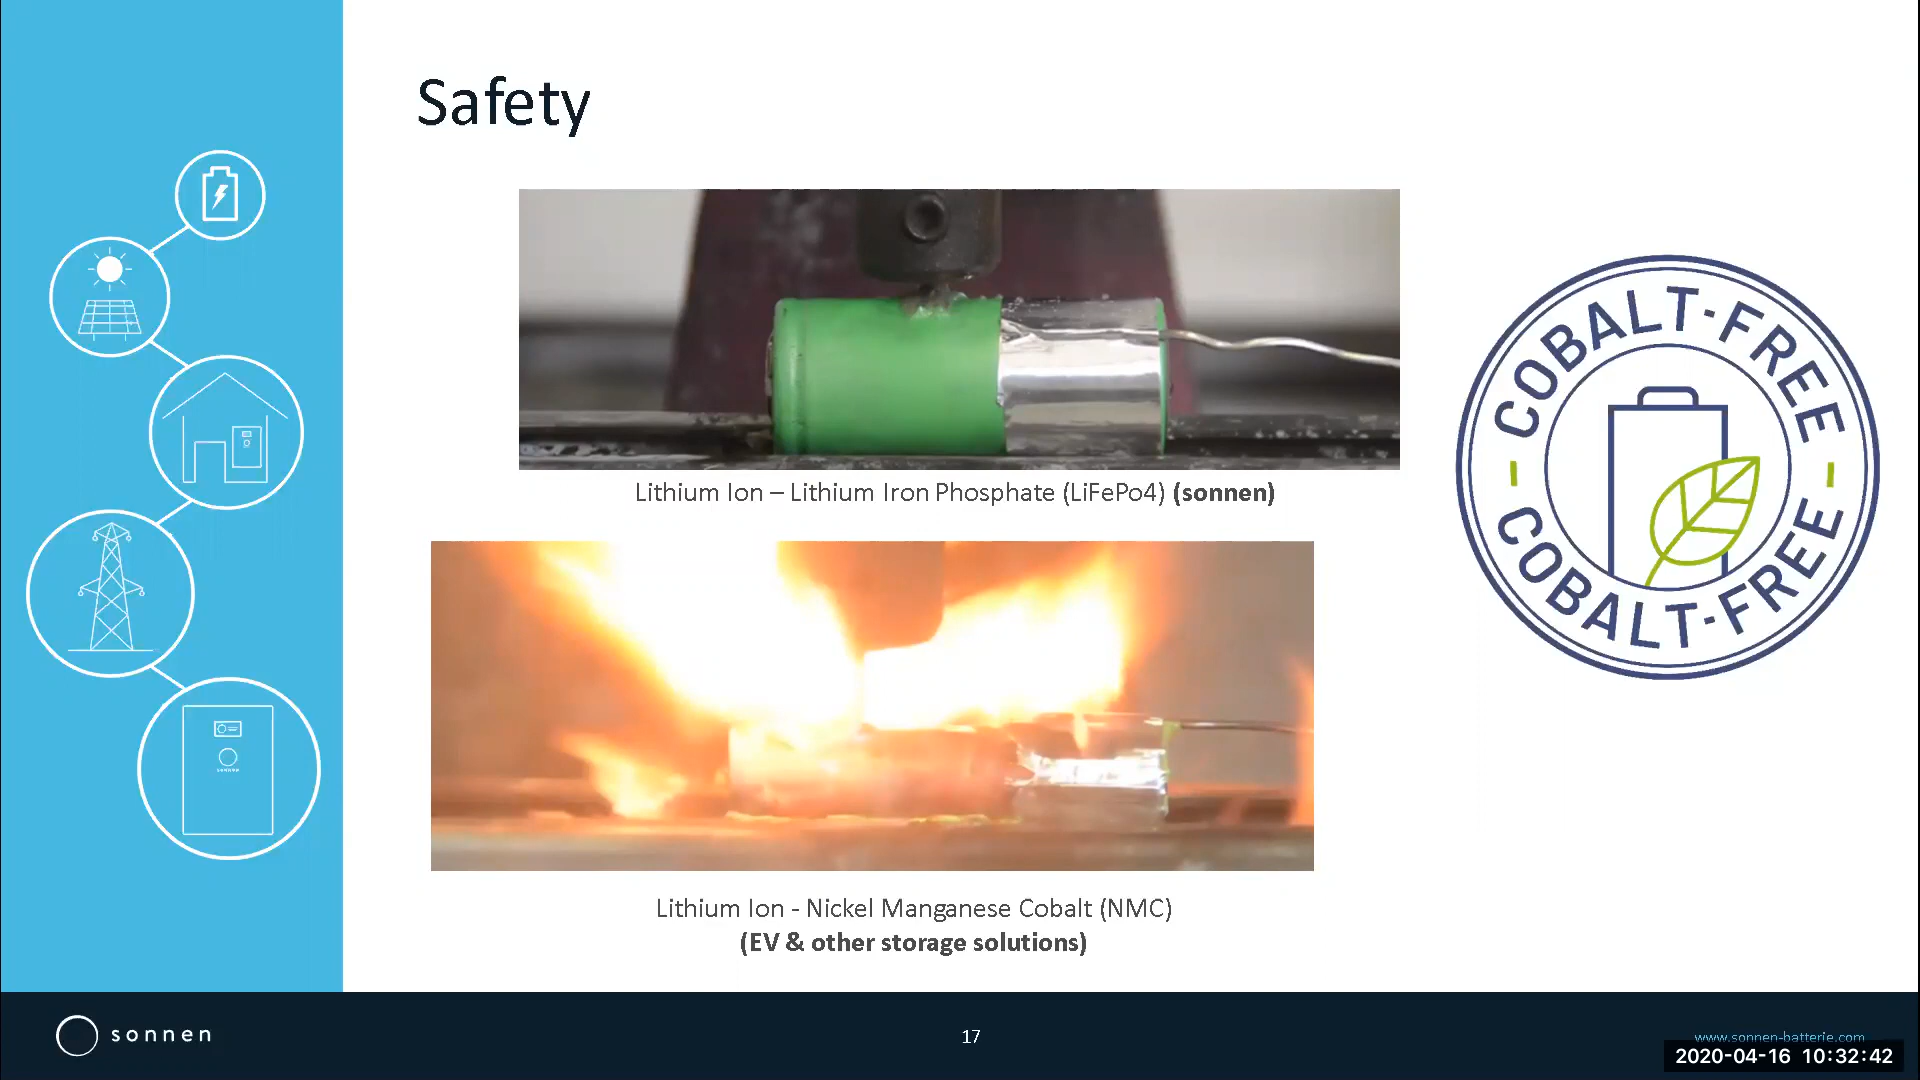 Safety
Lithium Ion – Lithium Iron Phosphate (LiFePo4) (sonnen)
COBALT-FREE
COBALT-FREE
Lithium Ion - Nickel Manganese Cobalt (NMC)
(EV & other storage solutions)
sonnen
17
www.sonnen-batterie.com
2020-04-16 10:32:42